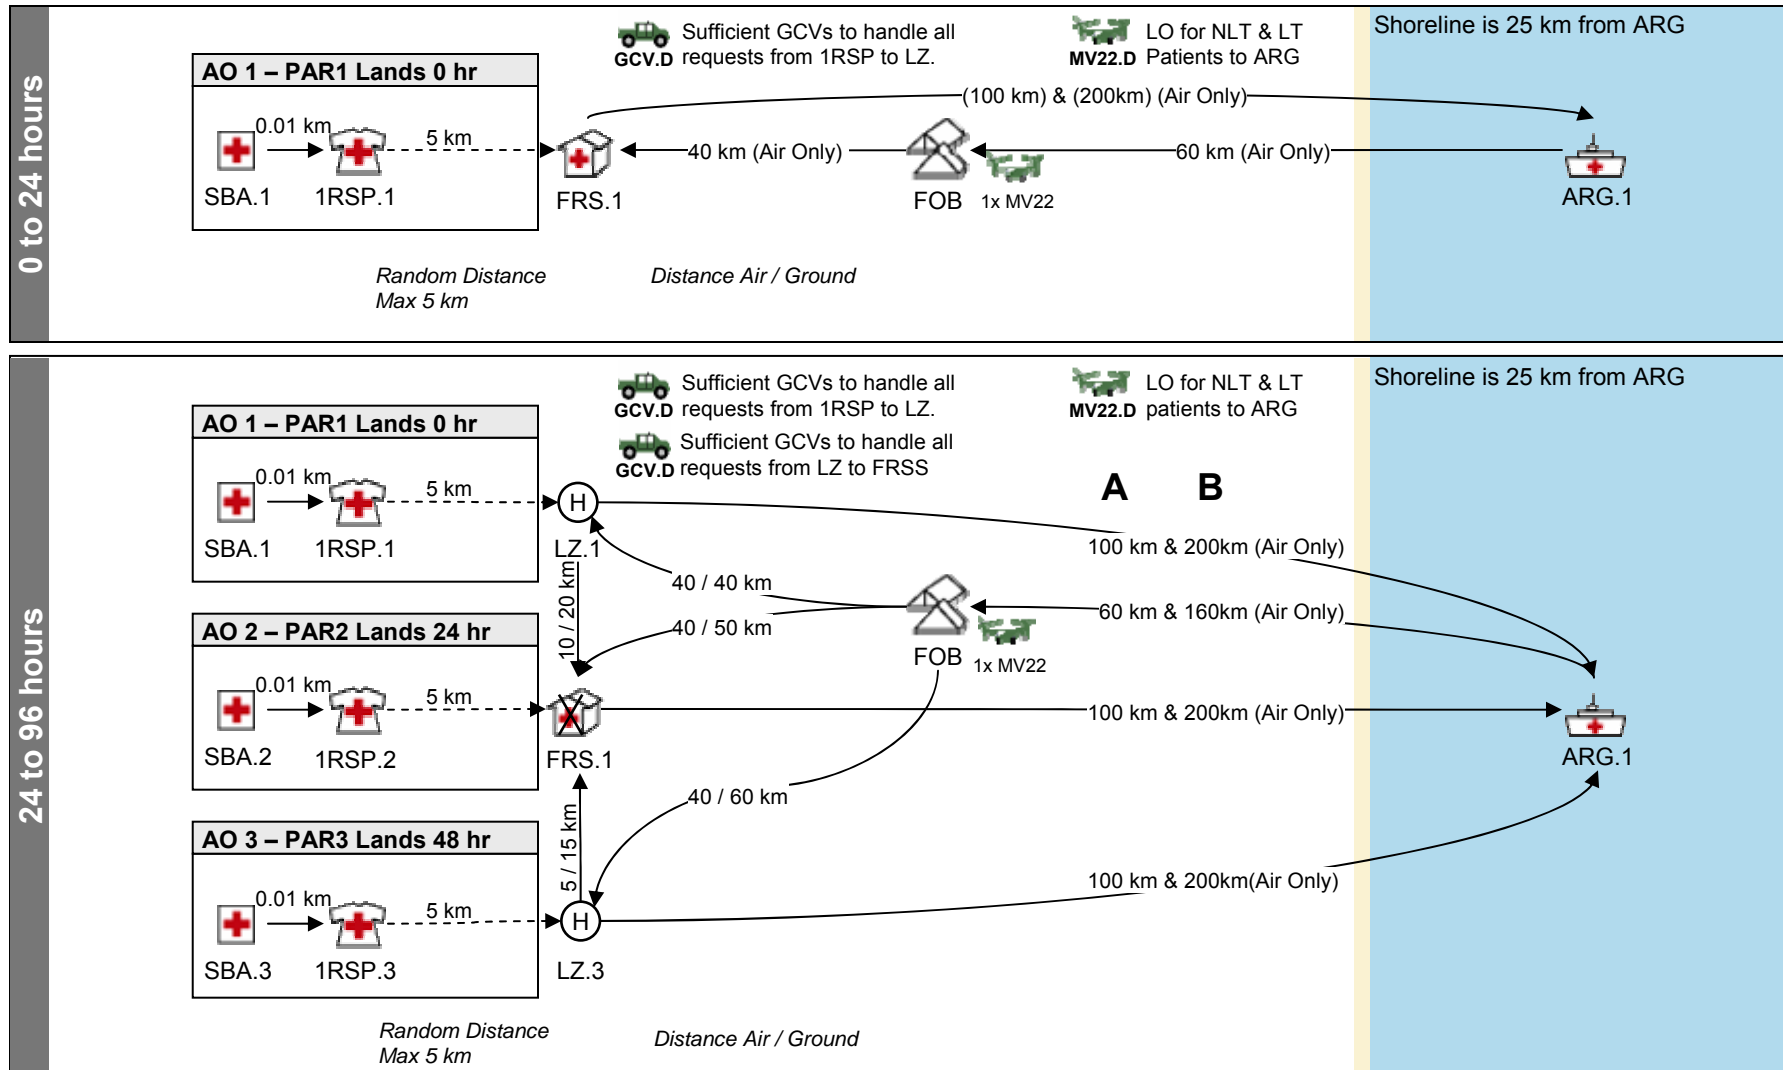 0 to 24 hours
Sufficient GCVs to handle all
GCV.D requests from 1RSP to LZ.
LO for NLT & LT
MV22.D Patients to ARG
Shoreline is 25 km from ARG
AO 1 – PAR1 Lands 0 hr
0.01 km
5 km
(100 km) & (200km) (Air Only)
40 km (Air Only)
60 km (Air Only)
SBA.1
1RSP.1
FRS.1
FOB
1x MV22
ARG.1
Random Distance
Max 5 km
Distance Air / Ground
24 to 96 hours
Sufficient GCVs to handle all
GCV.D requests from 1RSP to LZ.
Sufficient GCVs to handle all
GCV.D requests from LZ to FRSS
LO for NLT & LT
MV22.D patients to ARG
Shoreline is 25 km from ARG
A
B
AO 1 – PAR1 Lands 0 hr
0.01 km
5 km
H
SBA.1
1RSP.1
LZ.1
100 km & 200km (Air Only)
10 / 20 km
40 / 40 km
40 / 50 km
60 km & 160km (Air Only)
FOB
1x MV22
AO 2 – PAR2 Lands 24 hr
0.01 km
5 km
100 km & 200km (Air Only)
SBA.2
1RSP.2
FRS.1
ARG.1
5 / 15 km
40 / 60 km
AO 3 – PAR3 Lands 48 hr
0.01 km
5 km
H
100 km & 200km(Air Only)
SBA.3
1RSP.3
LZ.3
Random Distance
Max 5 km
Distance Air / Ground